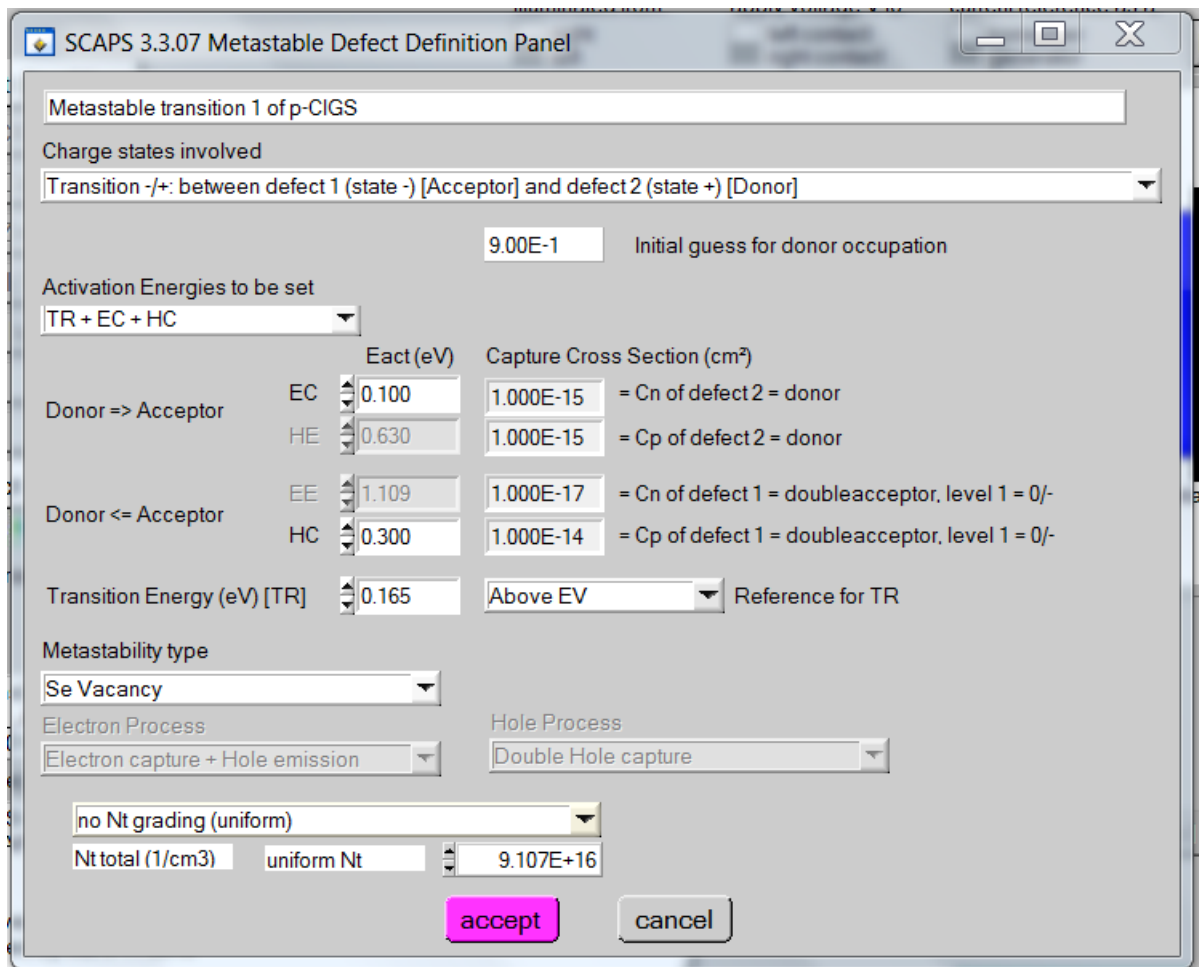 SCAPS 3.3.07 Metastable Defect Definition Panel
Metastable transition 1 of p-CIGS
Charge states involved
Transition -/+: between defect 1 (state -) [Acceptor] and defect 2 (state +) [Donor]
9.00E-1 Initial guess for donor occupation
Activation Energies to be set
TR + EC + HC
Eact (eV) Capture Cross Section (cm²)
Donor => Acceptor
EC 0.100 1.000E-15 = Cn of defect 2 = donor
HE 0.630 1.000E-15 = Cp of defect 2 = donor
Donor <= Acceptor
EE 1.109 1.000E-17 = Cn of defect 1 = doubleacceptor, level 1 = 0/-
HC 0.300 1.000E-14 = Cp of defect 1 = doubleacceptor, level 1 = 0/-
Transition Energy (eV) [TR] 0.165 Above EV Reference for TR
Metastability type
Se Vacancy
Electron Process Hole Process
Electron capture + Hole emission Double Hole capture
no Nt grading (uniform)
Nt total (1/cm3) uniform Nt 9.107E+16
accept cancel